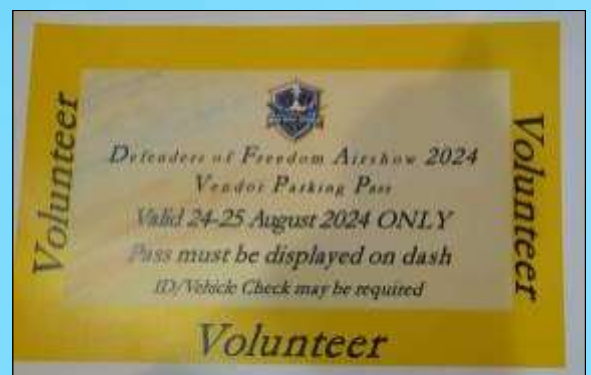 Defenders of Freedom Airshow 2024
Vendor Parking Pass
Valid 24-25 August 2024 ONLY
Pass must be displayed on dash
ID/Vehicle Check may be required
Volunteer
Volunteer
Volunteer